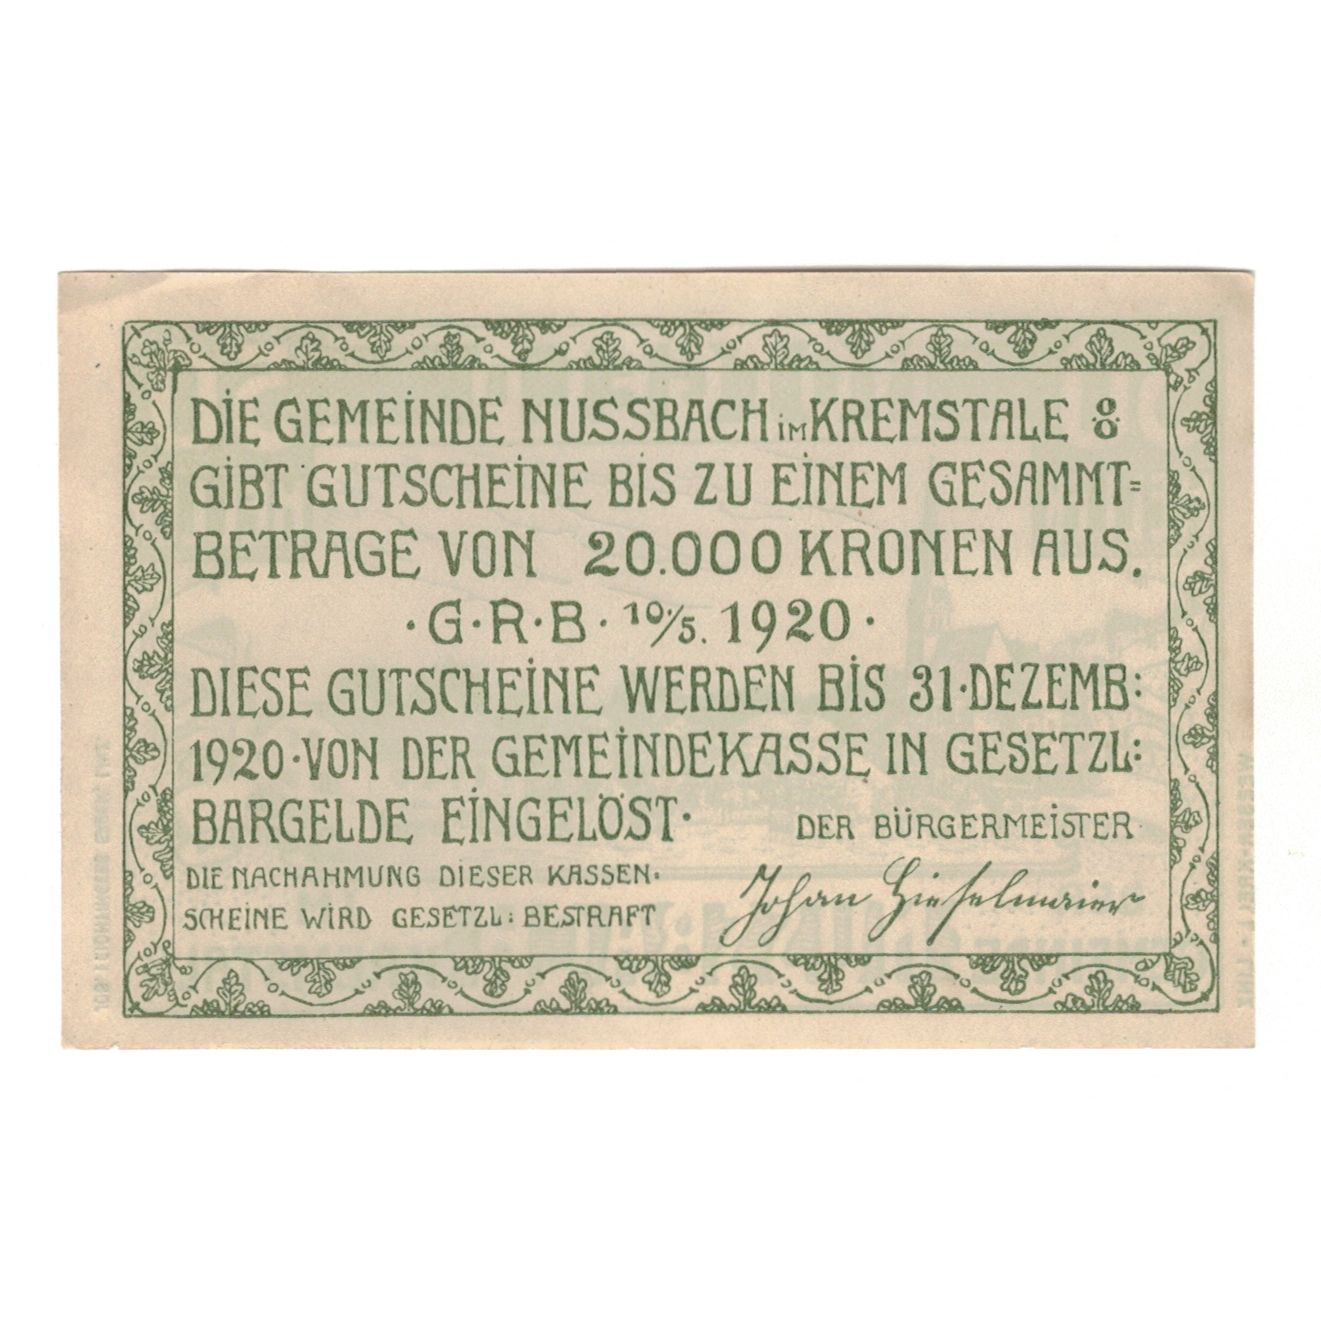 DIE GEMEINDE NUSSBACH im KREMSTALE
GIBT GUTSCHEINE BIS ZU EINEM GESAMMT=
BETRAGE VON 20.000 KRONEN AUS.
·G·R·B· 10/5. 1920·
DIESE GUTSCHEINE WERDEN BIS 31·DEZEMB:
1920·VON DER GEMEINDEKASSE IN GESETZL:
BARGELDE EINGELÖST·
DER BÜRGERMEISTER
DIE NACHAHMUNG DIESER KASSEN:
SCHEINE WIRD GESETZL: BESTRAFT
Johan Hieselmaier